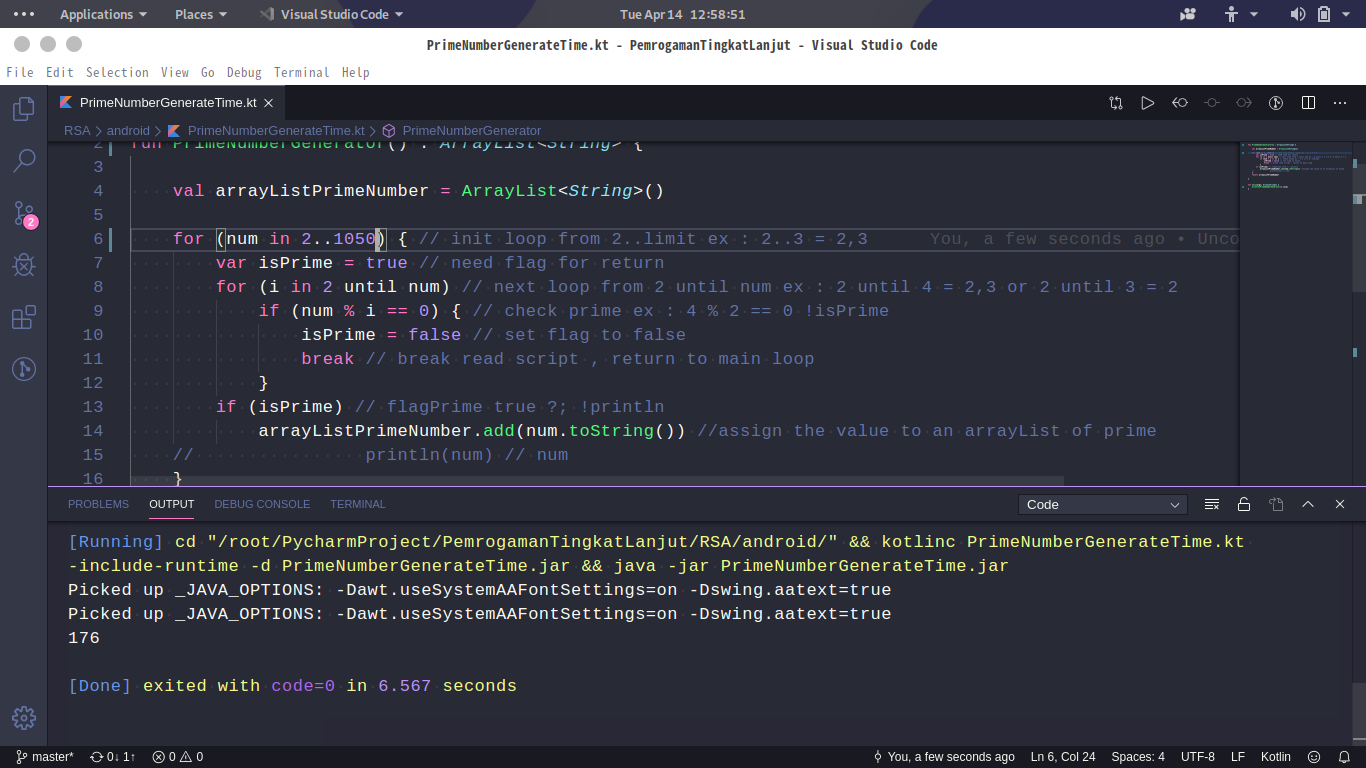 Applications Places Visual Studio Code Tue Apr 14 12:58:51
PrimeNumberGenerateTime.kt - PemrogamanTingkatLanjut - Visual Studio Code
File Edit Selection View Go Debug Terminal Help
PrimeNumberGenerateTime.kt
RSA > android > PrimeNumberGenerateTime.kt > PrimeNumberGenerator
2 fun PrimeNumberGenerator() : ArrayList<String> {
3
4 val arrayListPrimeNumber = ArrayList<String>()
5
6 for (num in 2..1050) { // init loop from 2..limit ex : 2..3 = 2,3 You, a few seconds ago • Unco
7 var isPrime = true // need flag for return
8 for (i in 2 until num) // next loop from 2 until num ex : 2 until 4 = 2,3 or 2 until 3 = 2
9 if (num % i == 0) { // check prime ex : 4 % 2 == 0 !isPrime
10 isPrime = false // set flag to false
11 break // break read script , return to main loop
12 }
13 if (isPrime) // flagPrime true ?; !println
14 arrayListPrimeNumber.add(num.toString()) //assign the value to an arrayList of prime
15 // println(num) // num
16 }
2
PROBLEMS OUTPUT DEBUG CONSOLE TERMINAL Code
[Running] cd "/root/PycharmProject/PemrogamanTingkatLanjut/RSA/android/" && kotlinc PrimeNumberGenerateTime.kt
-include-runtime -d PrimeNumberGenerateTime.jar && java -jar PrimeNumberGenerateTime.jar
Picked up _JAVA_OPTIONS: -Dawt.useSystemAAFontSettings=on -Dswing.aatext=true
Picked up _JAVA_OPTIONS: -Dawt.useSystemAAFontSettings=on -Dswing.aatext=true
176
[Done] exited with code=0 in 6.567 seconds
master* 0↓ 1↑ 0 0 You, a few seconds ago Ln 6, Col 24 Spaces: 4 UTF-8 LF Kotlin